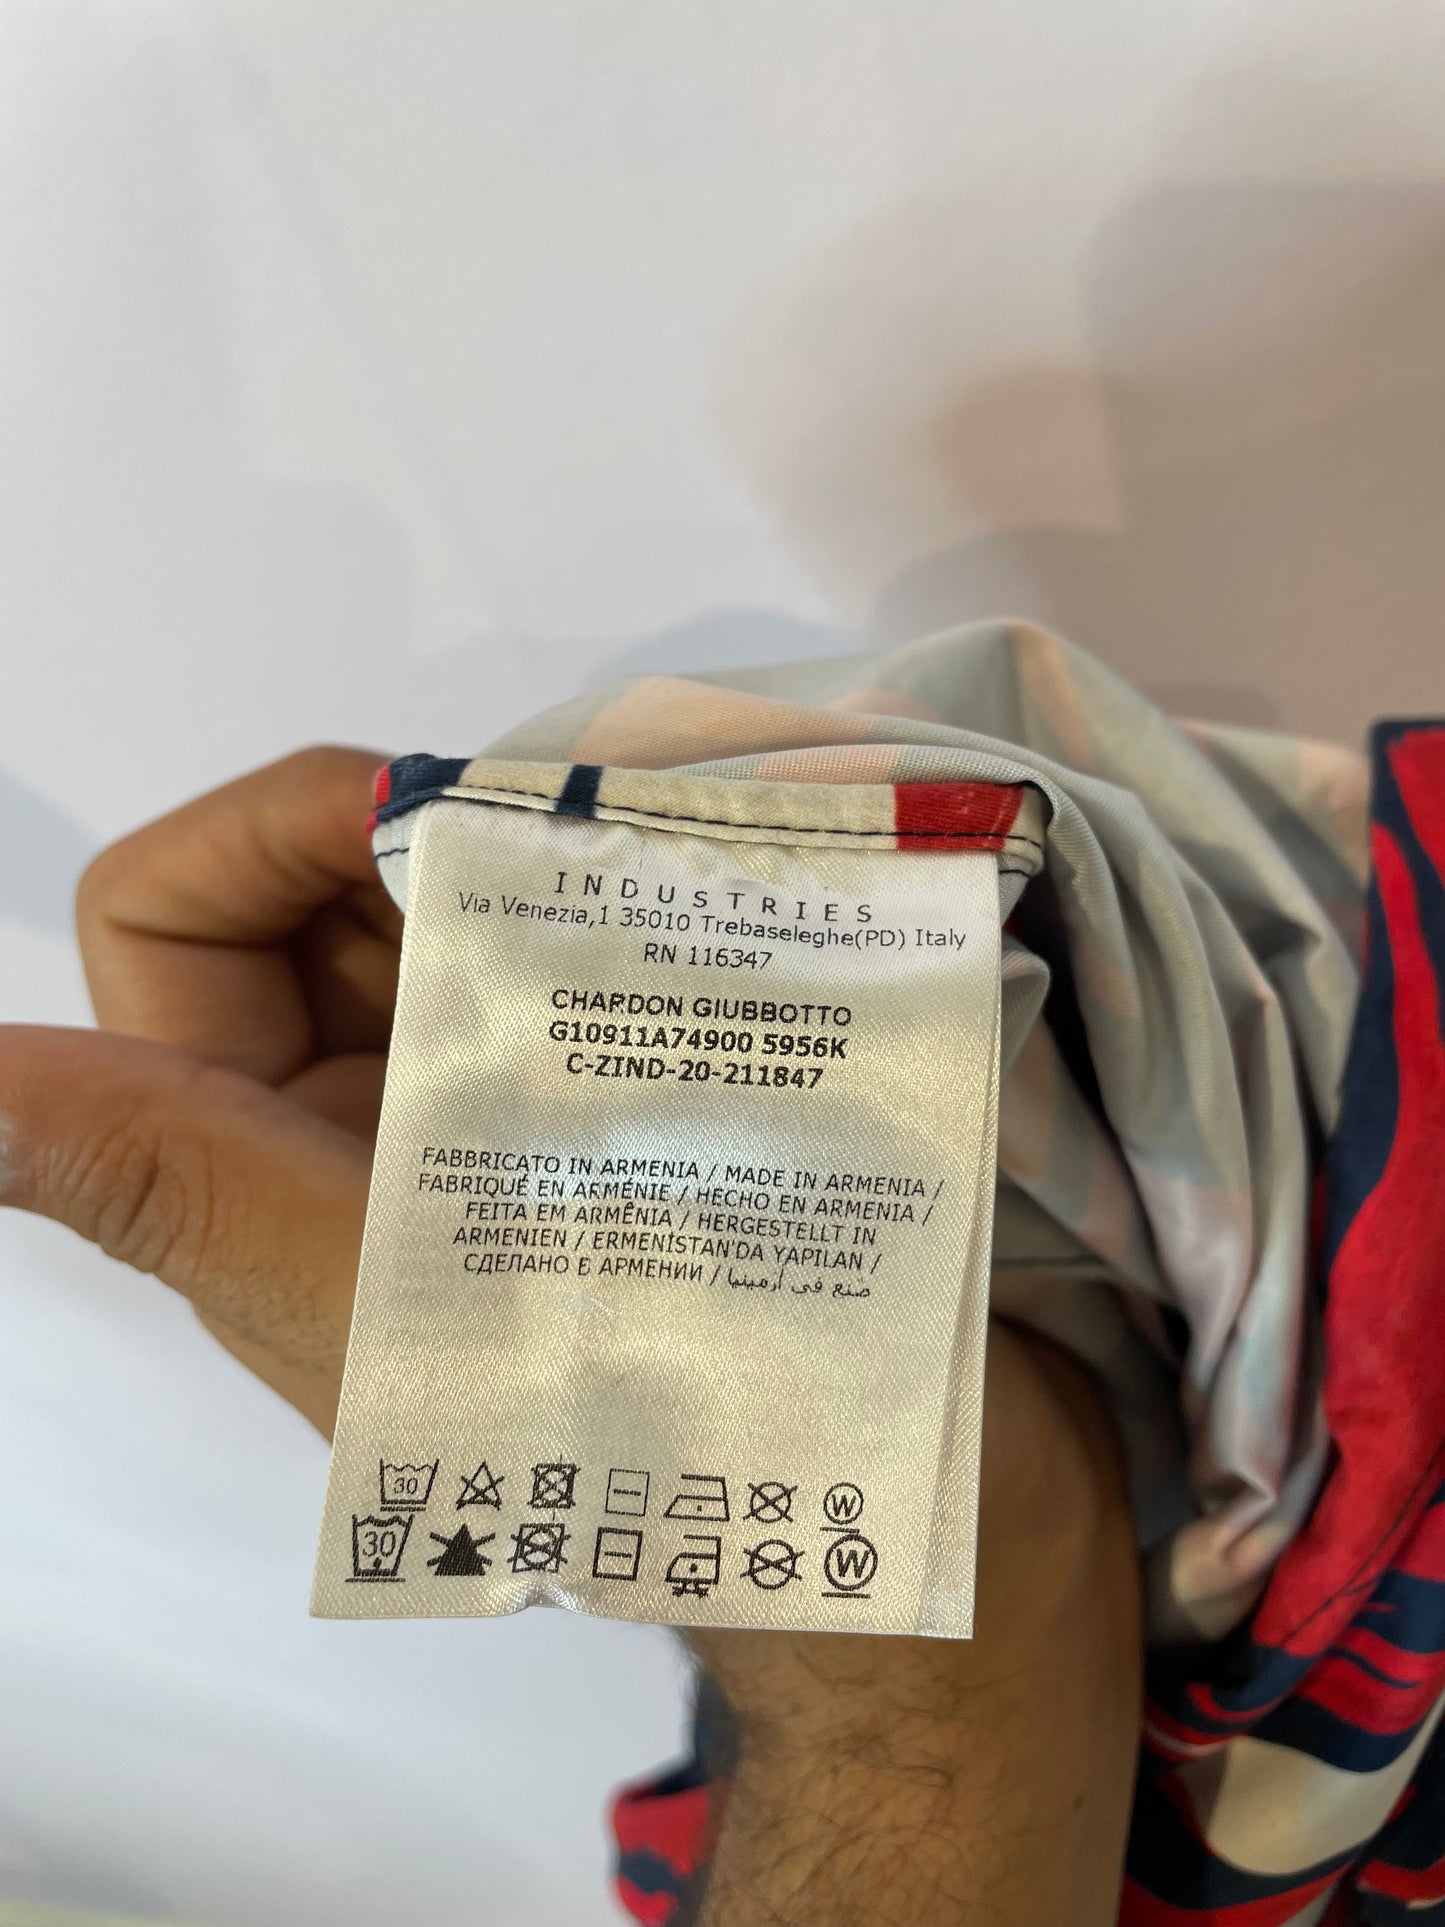 INDUSTRIES
Via Venezia,1 35010 Trebaseleghe(PD) Italy
RN 116347
CHARDON GIUBBOTTO
G10911A74900 5956K
C-ZIND-20-211847
FABBRICATO IN ARMENIA / MADE IN ARMENIA /
FABRIQUÉ EN ARMÉNIE / HECHO EN ARMENIA /
FEITA EM ARMÊNIA / HERGESTELLT IN
ARMENIEN / ERMENİSTAN'DA YAPILAN /
СДЕЛАНО В АРМЕНИИ / صنع في أرمينيا
30 W
30 W